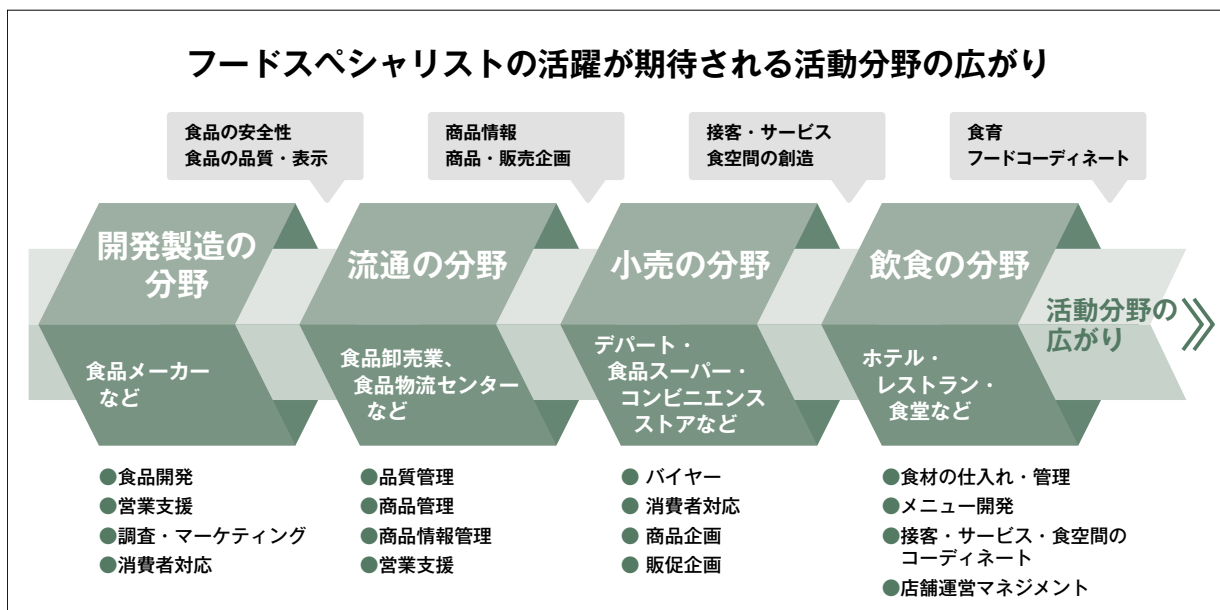 フードスペシャリストの活躍が期待される活動分野の広がり
食品の安全性
食品の品質・表示
商品情報
商品・販売企画
接客・サービス
食空間の創造
食育
フードコーディネート
開発製造の
分野
流通の分野
小売の分野
飲食の分野
活動分野の
広がり
食品メーカー
など
食品卸売業、
食品物流センター
など
デパート・
食品スーパー・
コンビニエンス
ストアなど
ホテル・
レストラン・
食堂など
●食品開発
●営業支援
●調査・マーケティング
●消費者対応
●品質管理
●商品管理
●商品情報管理
●営業支援
●バイヤー
●消費者対応
●商品企画
●販促企画
●食材の仕入れ・管理
●メニュー開発
●接客・サービス・食空間の
コーディネート
●店舗運営マネジメント